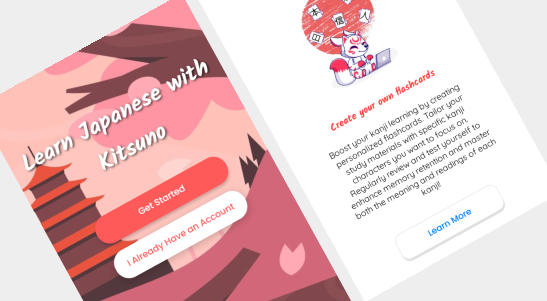 Learn Japanese with
Kitsuno
Get Started
I Already Have an Account
本
信
人
日
Create your own flashcards
Boost your kanji learning by creating
personalized flashcards. Tailor your
study materials with specific kanji
characters you want to focus on.
Regularly review and test yourself to
enhance memory retention and master
both the meaning and readings of each
kanji!
Learn More